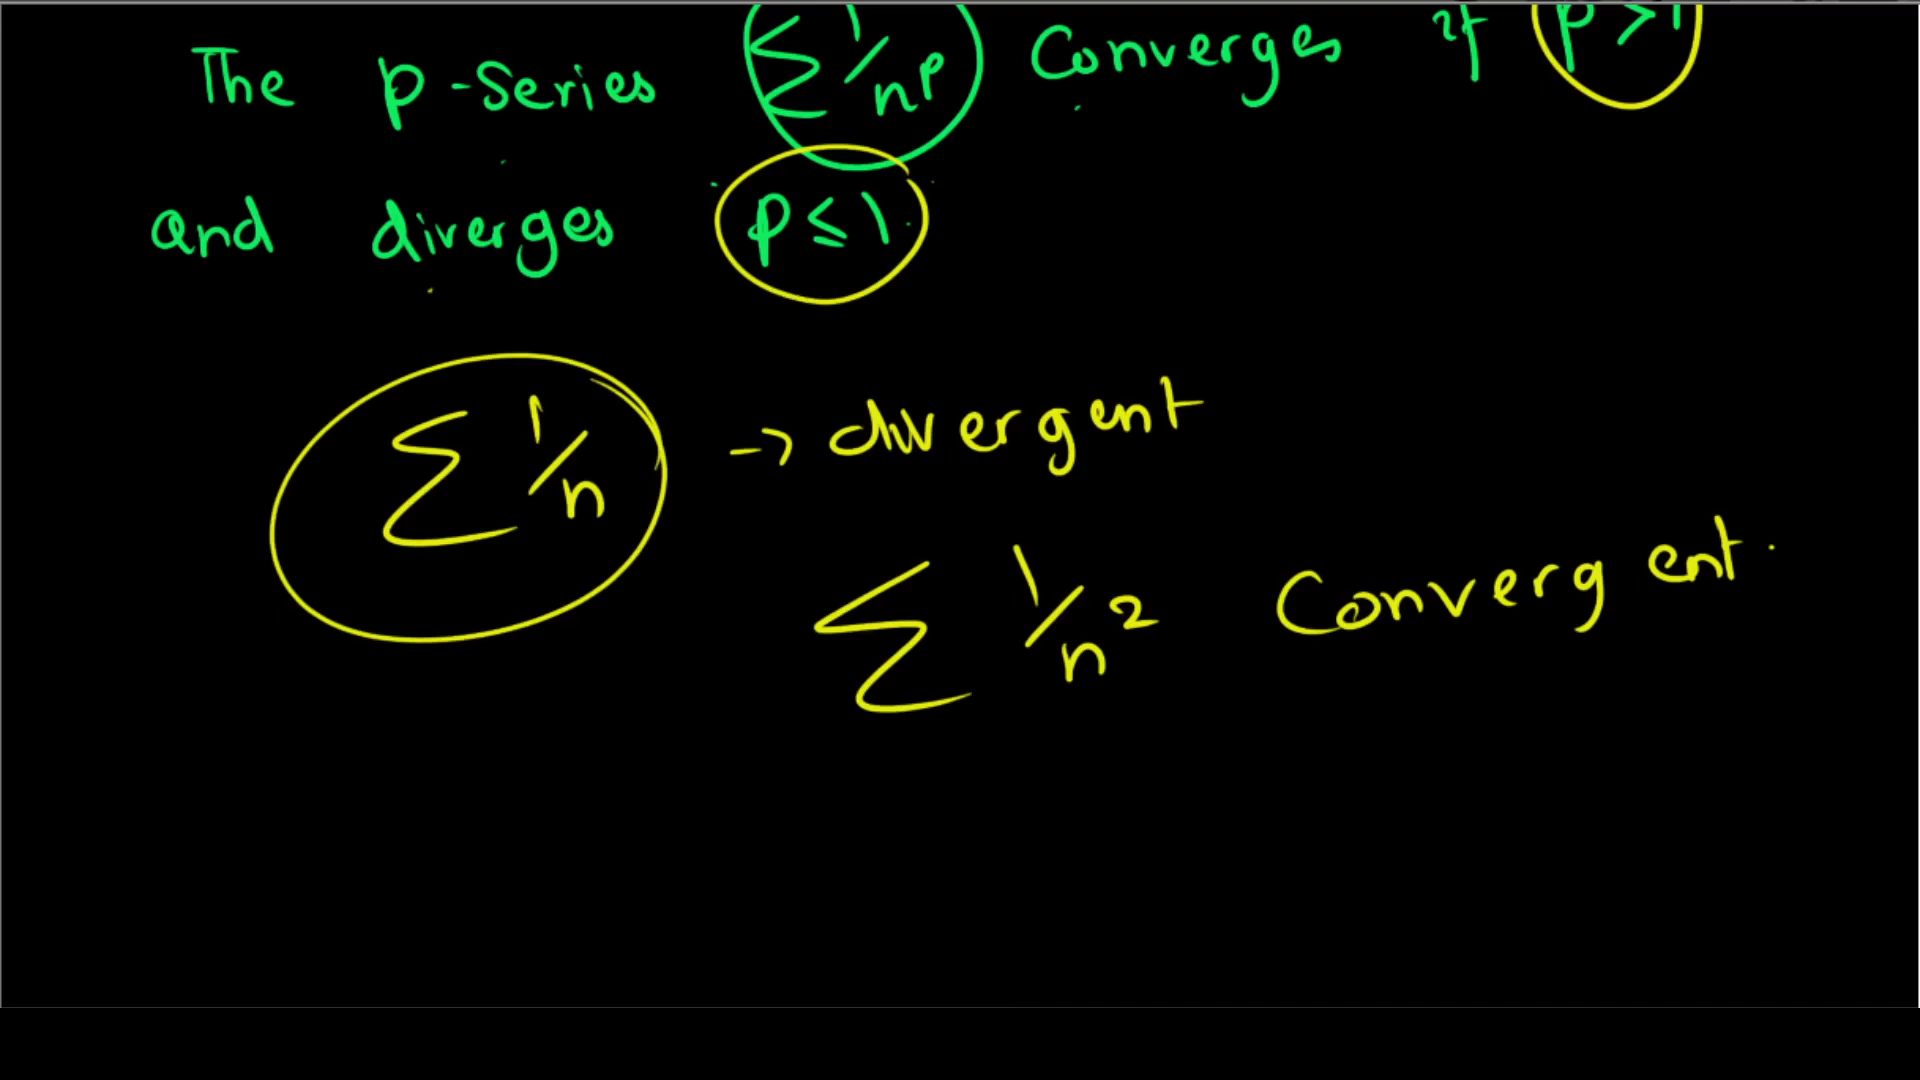 The p-Series Σ 1/n^p Converges if p > 1
and diverges p ≤ 1.
Σ 1/n → divergent
Σ 1/n² Convergent.